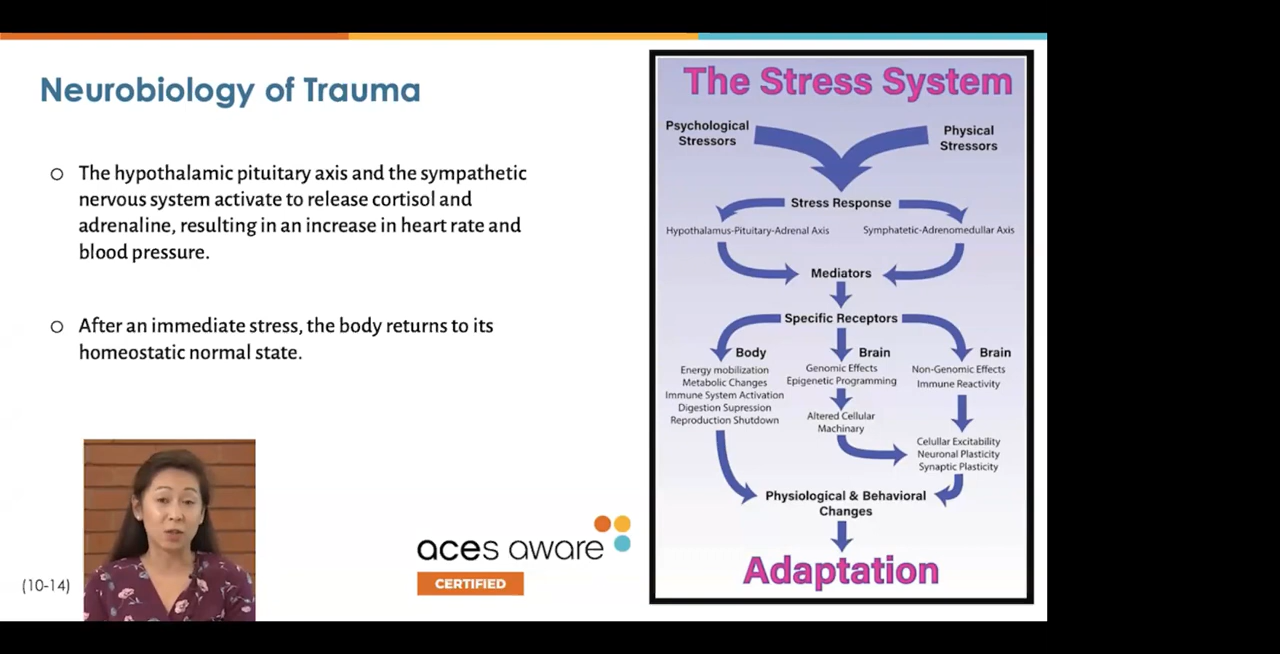 Neurobiology of Trauma
The hypothalamic pituitary axis and the sympathetic
nervous system activate to release cortisol and
adrenaline, resulting in an increase in heart rate and
blood pressure.
After an immediate stress, the body returns to its
homeostatic normal state.
(10-14)
aces aware
CERTIFIED
The Stress System
Psychological
Stressors
Physical
Stressors
Stress Response
Hypothalamus-Pituitary-Adrenal Axis
Symphatetic-Adrenomedullar Axis
Mediators
Specific Receptors
Body
Energy mobilization
Metabolic Changes
Immune System Activation
Digestion Supression
Reproduction Shutdown
Brain
Genomic Effects
Epigenetic Programming
Altered Cellular
Machinary
Brain
Non-Genomic Effects
Immune Reactivity
Celullar Excitability
Neuronal Plasticity
Synaptic Plasticity
Physiological & Behavioral
Changes
Adaptation